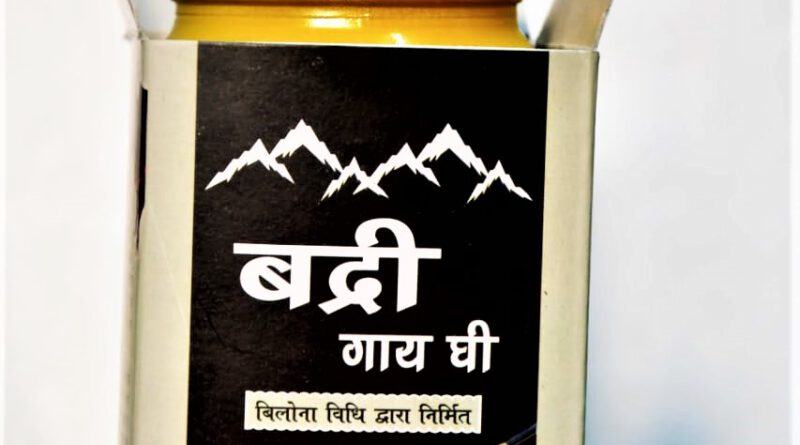 बद्री
गाय घी
बिलोना विधि द्वारा निर्मित